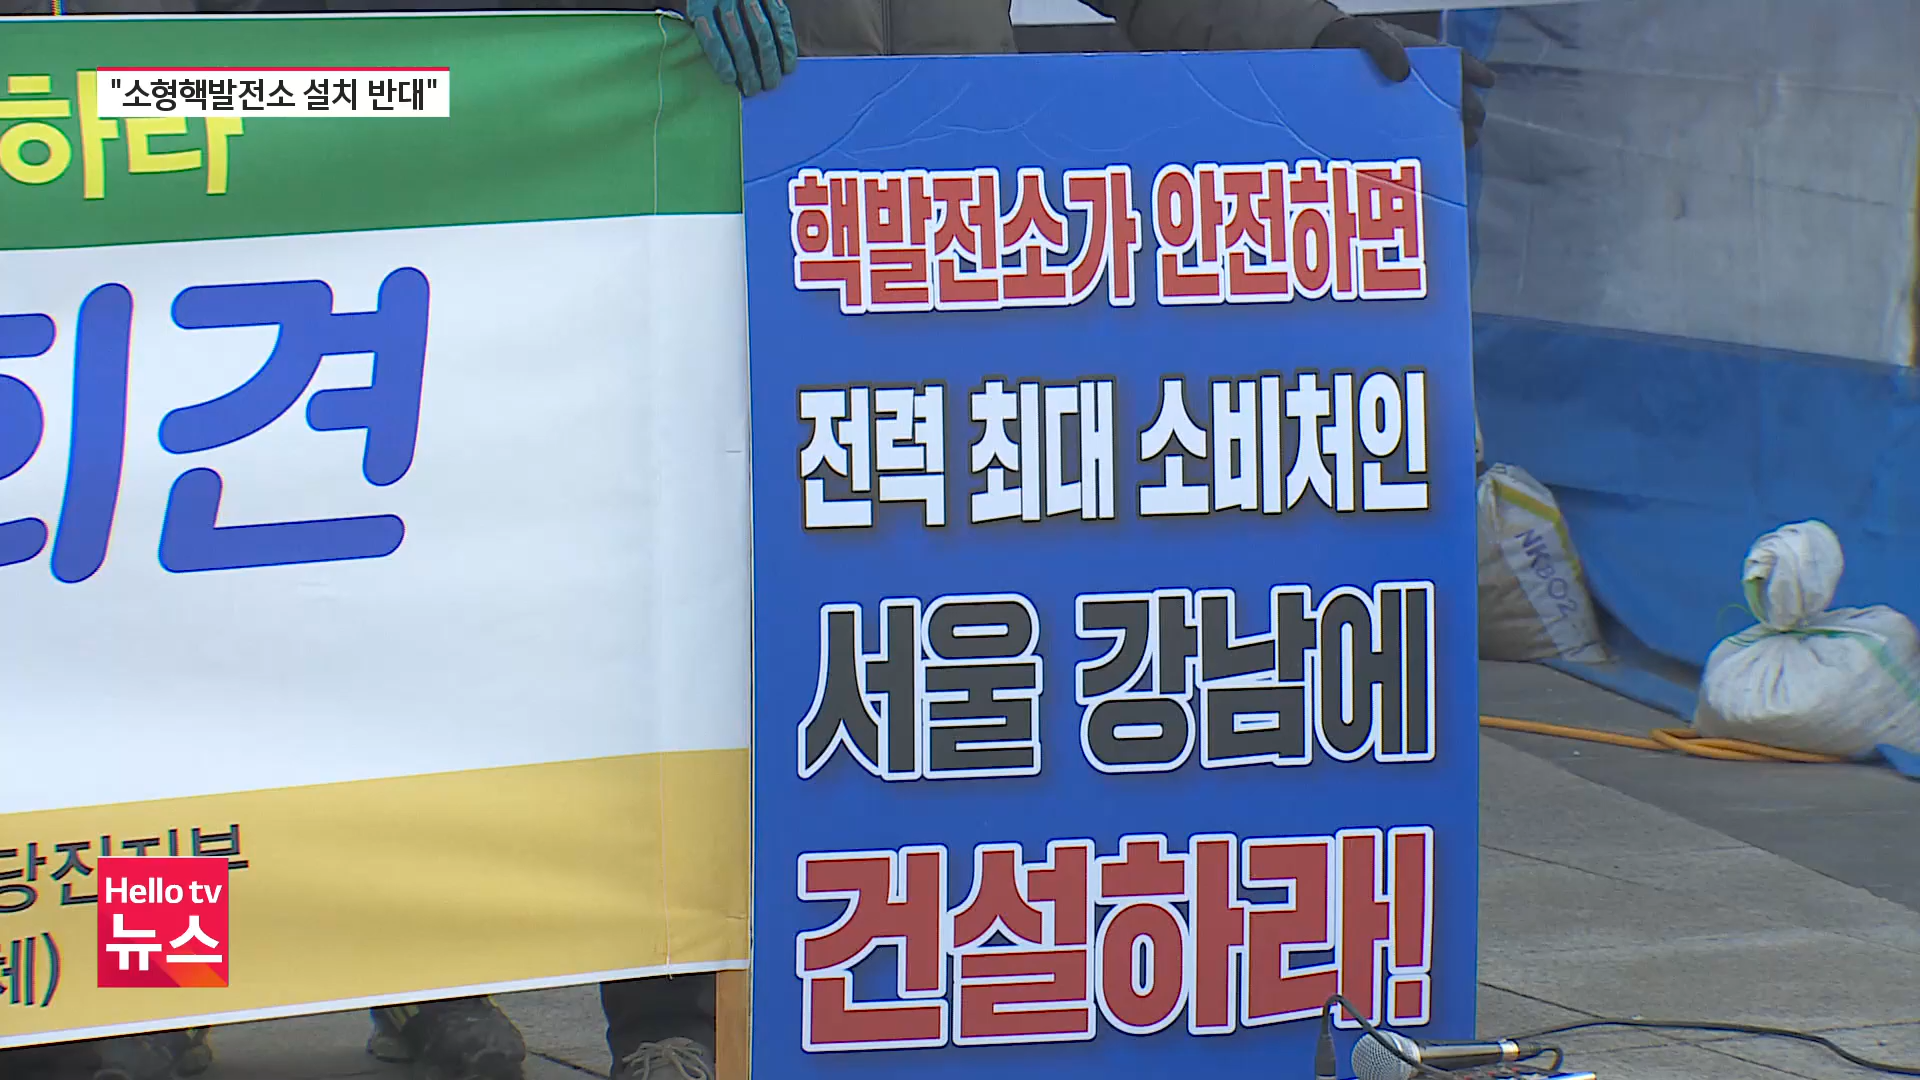 "소형핵발전소 설치 반대"
하라
회견
당진지부
체)
핵발전소가 안전하면
전력 최대 소비처인
서울 강남에
건설하라!
NKBO2
Hello tv
뉴스